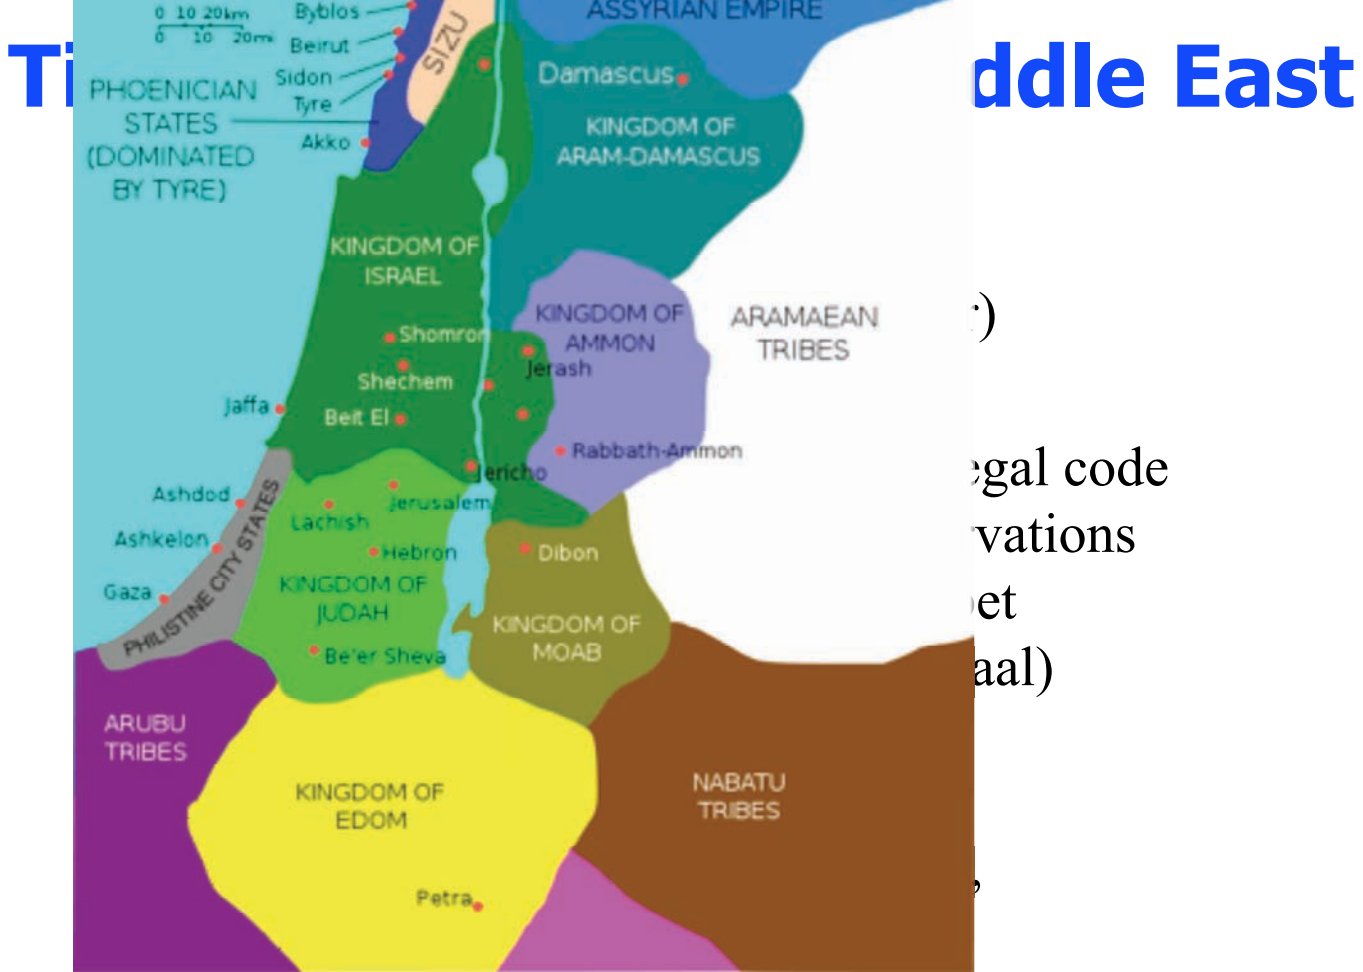 ASSYRIAN EMPIRE
0 10 20km
0 10 20mi
Byblos
Beirut
Sidon
Tyre
Akko
SIZU
ddle East
Damascus
PHOENICIAN
STATES
(DOMINATED
BY TYRE)
KINGDOM OF
ARAM-DAMASCUS
KINGDOM OF
ISRAEL
KINGDOM OF
AMMON
ARAMAEAN
TRIBES
Shomron
Jerash
Shechem
Jaffa
Beit El
Rabbath-Ammon
Jericho
egal code
Ashdod
Jerusalem
Lachish
Ashkelon
Hebron
Dibon
vations
Gaza
PHILISTINE CITY STATES
KINGDOM OF
JUDAH
KINGDOM OF
MOAB
Be'er Sheva
aal)
ARUBU
TRIBES
KINGDOM OF
EDOM
NABATU
TRIBES
Petra